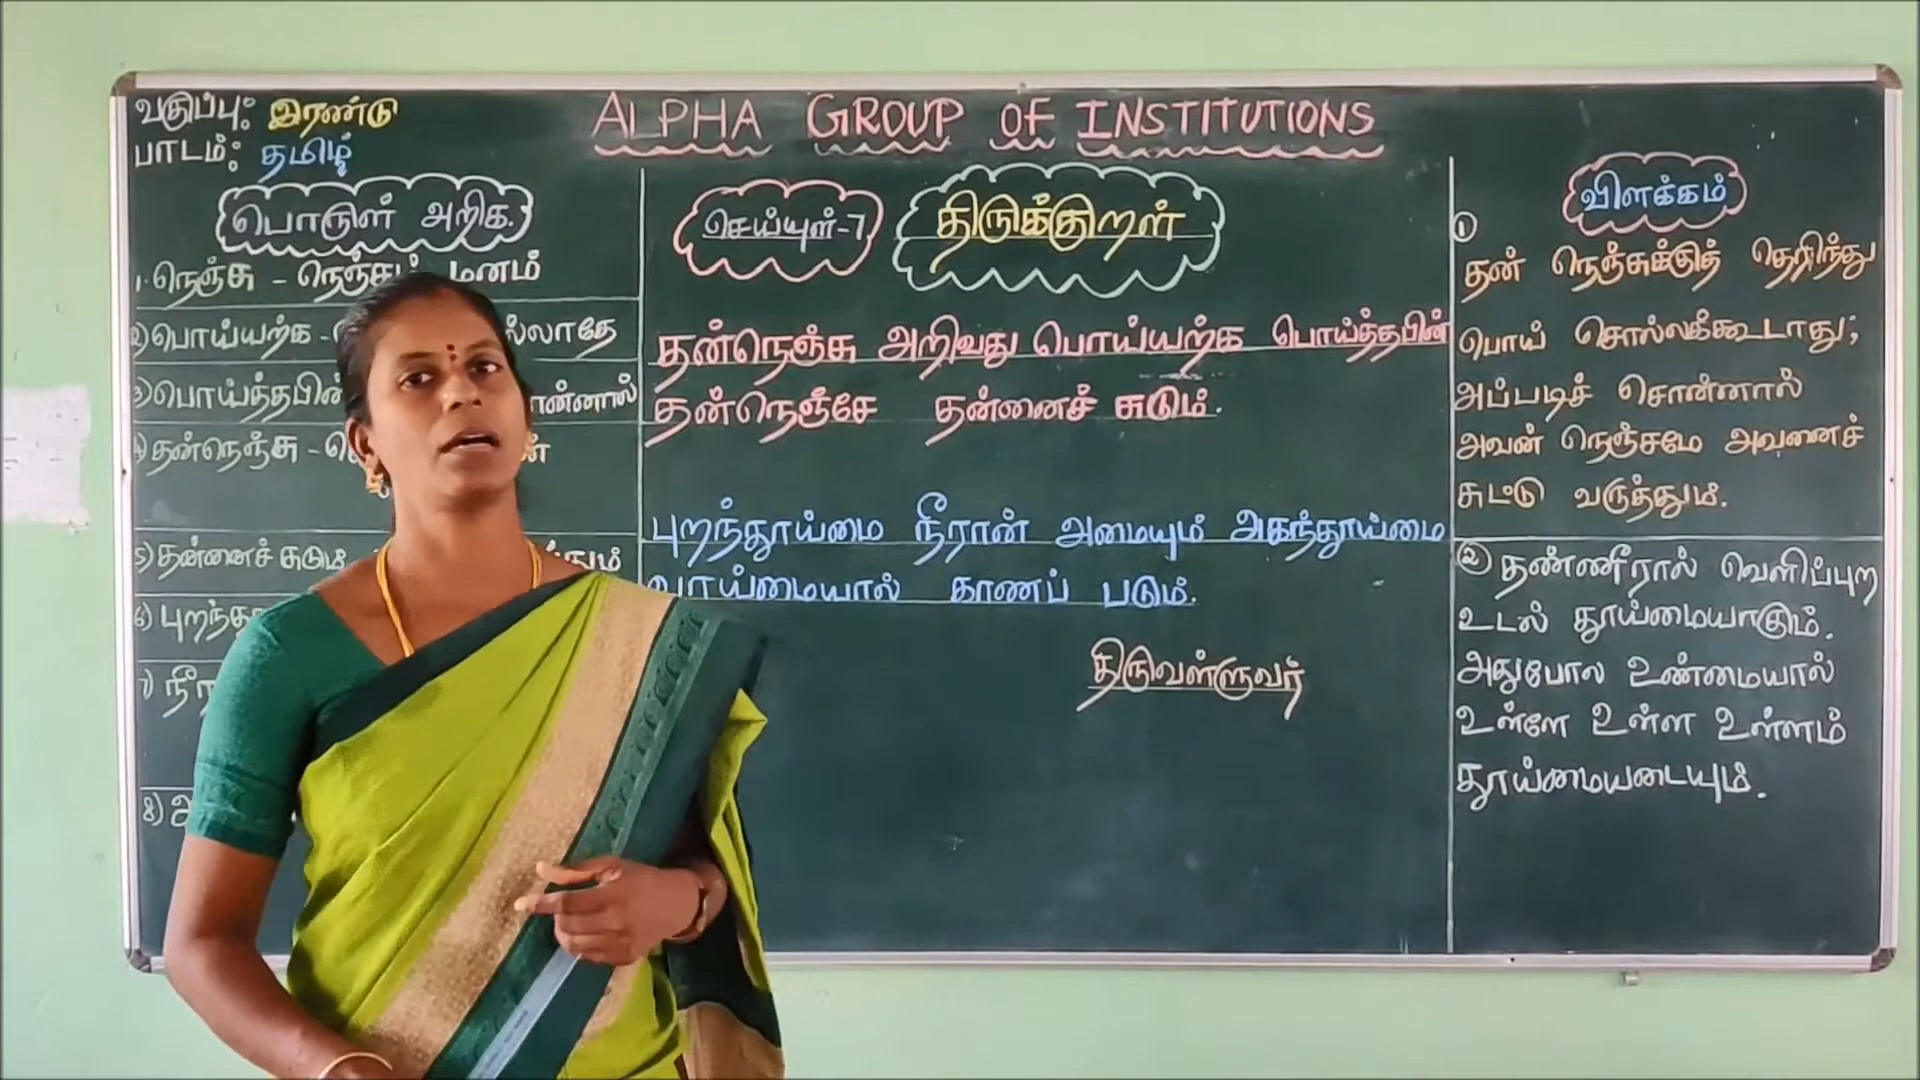 வகுப்பு: இரண்டு
பாடம்: தமிழ்
ALPHA GROUP OF INSTITUTIONS
பொருள் அறிக.
1. நெஞ்சு - நெஞ்சம் மனம்
2) பொய்யற்க -
3) பொய்த்தபின்
4) தன்நெஞ்சு -
5) தன்னைச் சுடும்
6)
7)
8)
செய்யுள்-7
திருக்குறள்
தன்நெஞ்சு அறிவது பொய்யற்க பொய்த்தபின்
தன்நெஞ்சே தன்னைச் சுடும்.
புறந்தூய்மை நீரான் அமையும் அகந்தூய்மை
வாய்மையால் காணப் படும்.
திருவள்ளுவர்
விளக்கம்
①
தன் நெஞ்சுக்குத் தெரிந்து
பொய் சொல்லக்கூடாது;
அப்படிச் சொன்னால்
அவன் நெஞ்சமே அவனைச்
சுட்டு வருத்தும்.
② தண்ணீரால் வெளிப்புற
உடல் தூய்மையாகும்.
அதுபோல உண்மையால்
உள்ளே உள்ள உள்ளம்
தூய்மையடையும்.